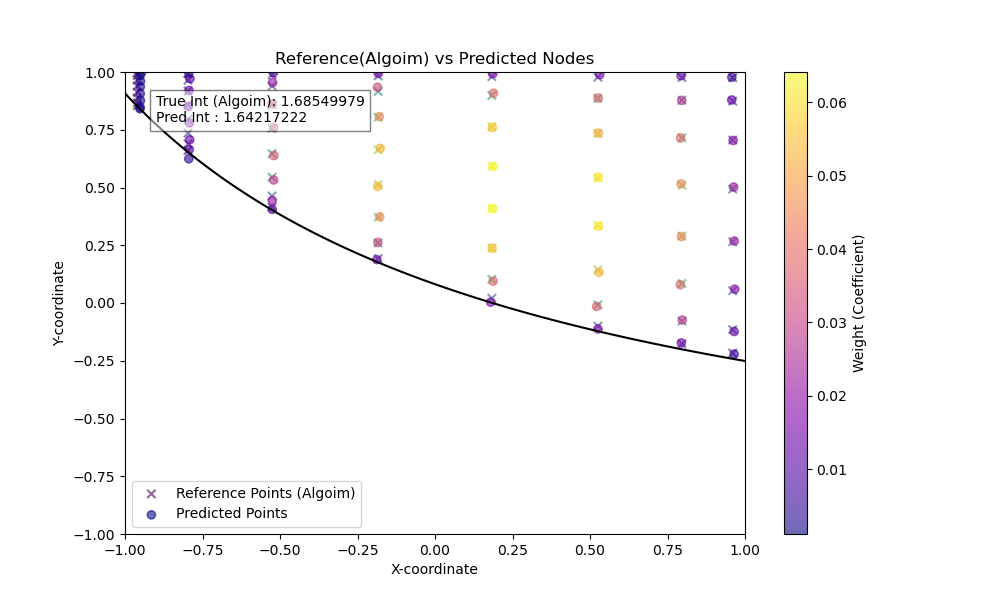 Reference(Algoim) vs Predicted Nodes
True Int (Algoim): 1.68549979
Pred Int : 1.64217222
1.00
0.75
0.50
0.25
0.00
−0.25
−0.50
−0.75
−1.00
Y-coordinate
Reference Points (Algoim)
Predicted Points
−1.00 −0.75 −0.50 −0.25 0.00 0.25 0.50 0.75 1.00
X-coordinate
0.06
0.05
0.04
0.03
0.02
0.01
Weight (Coefficient)